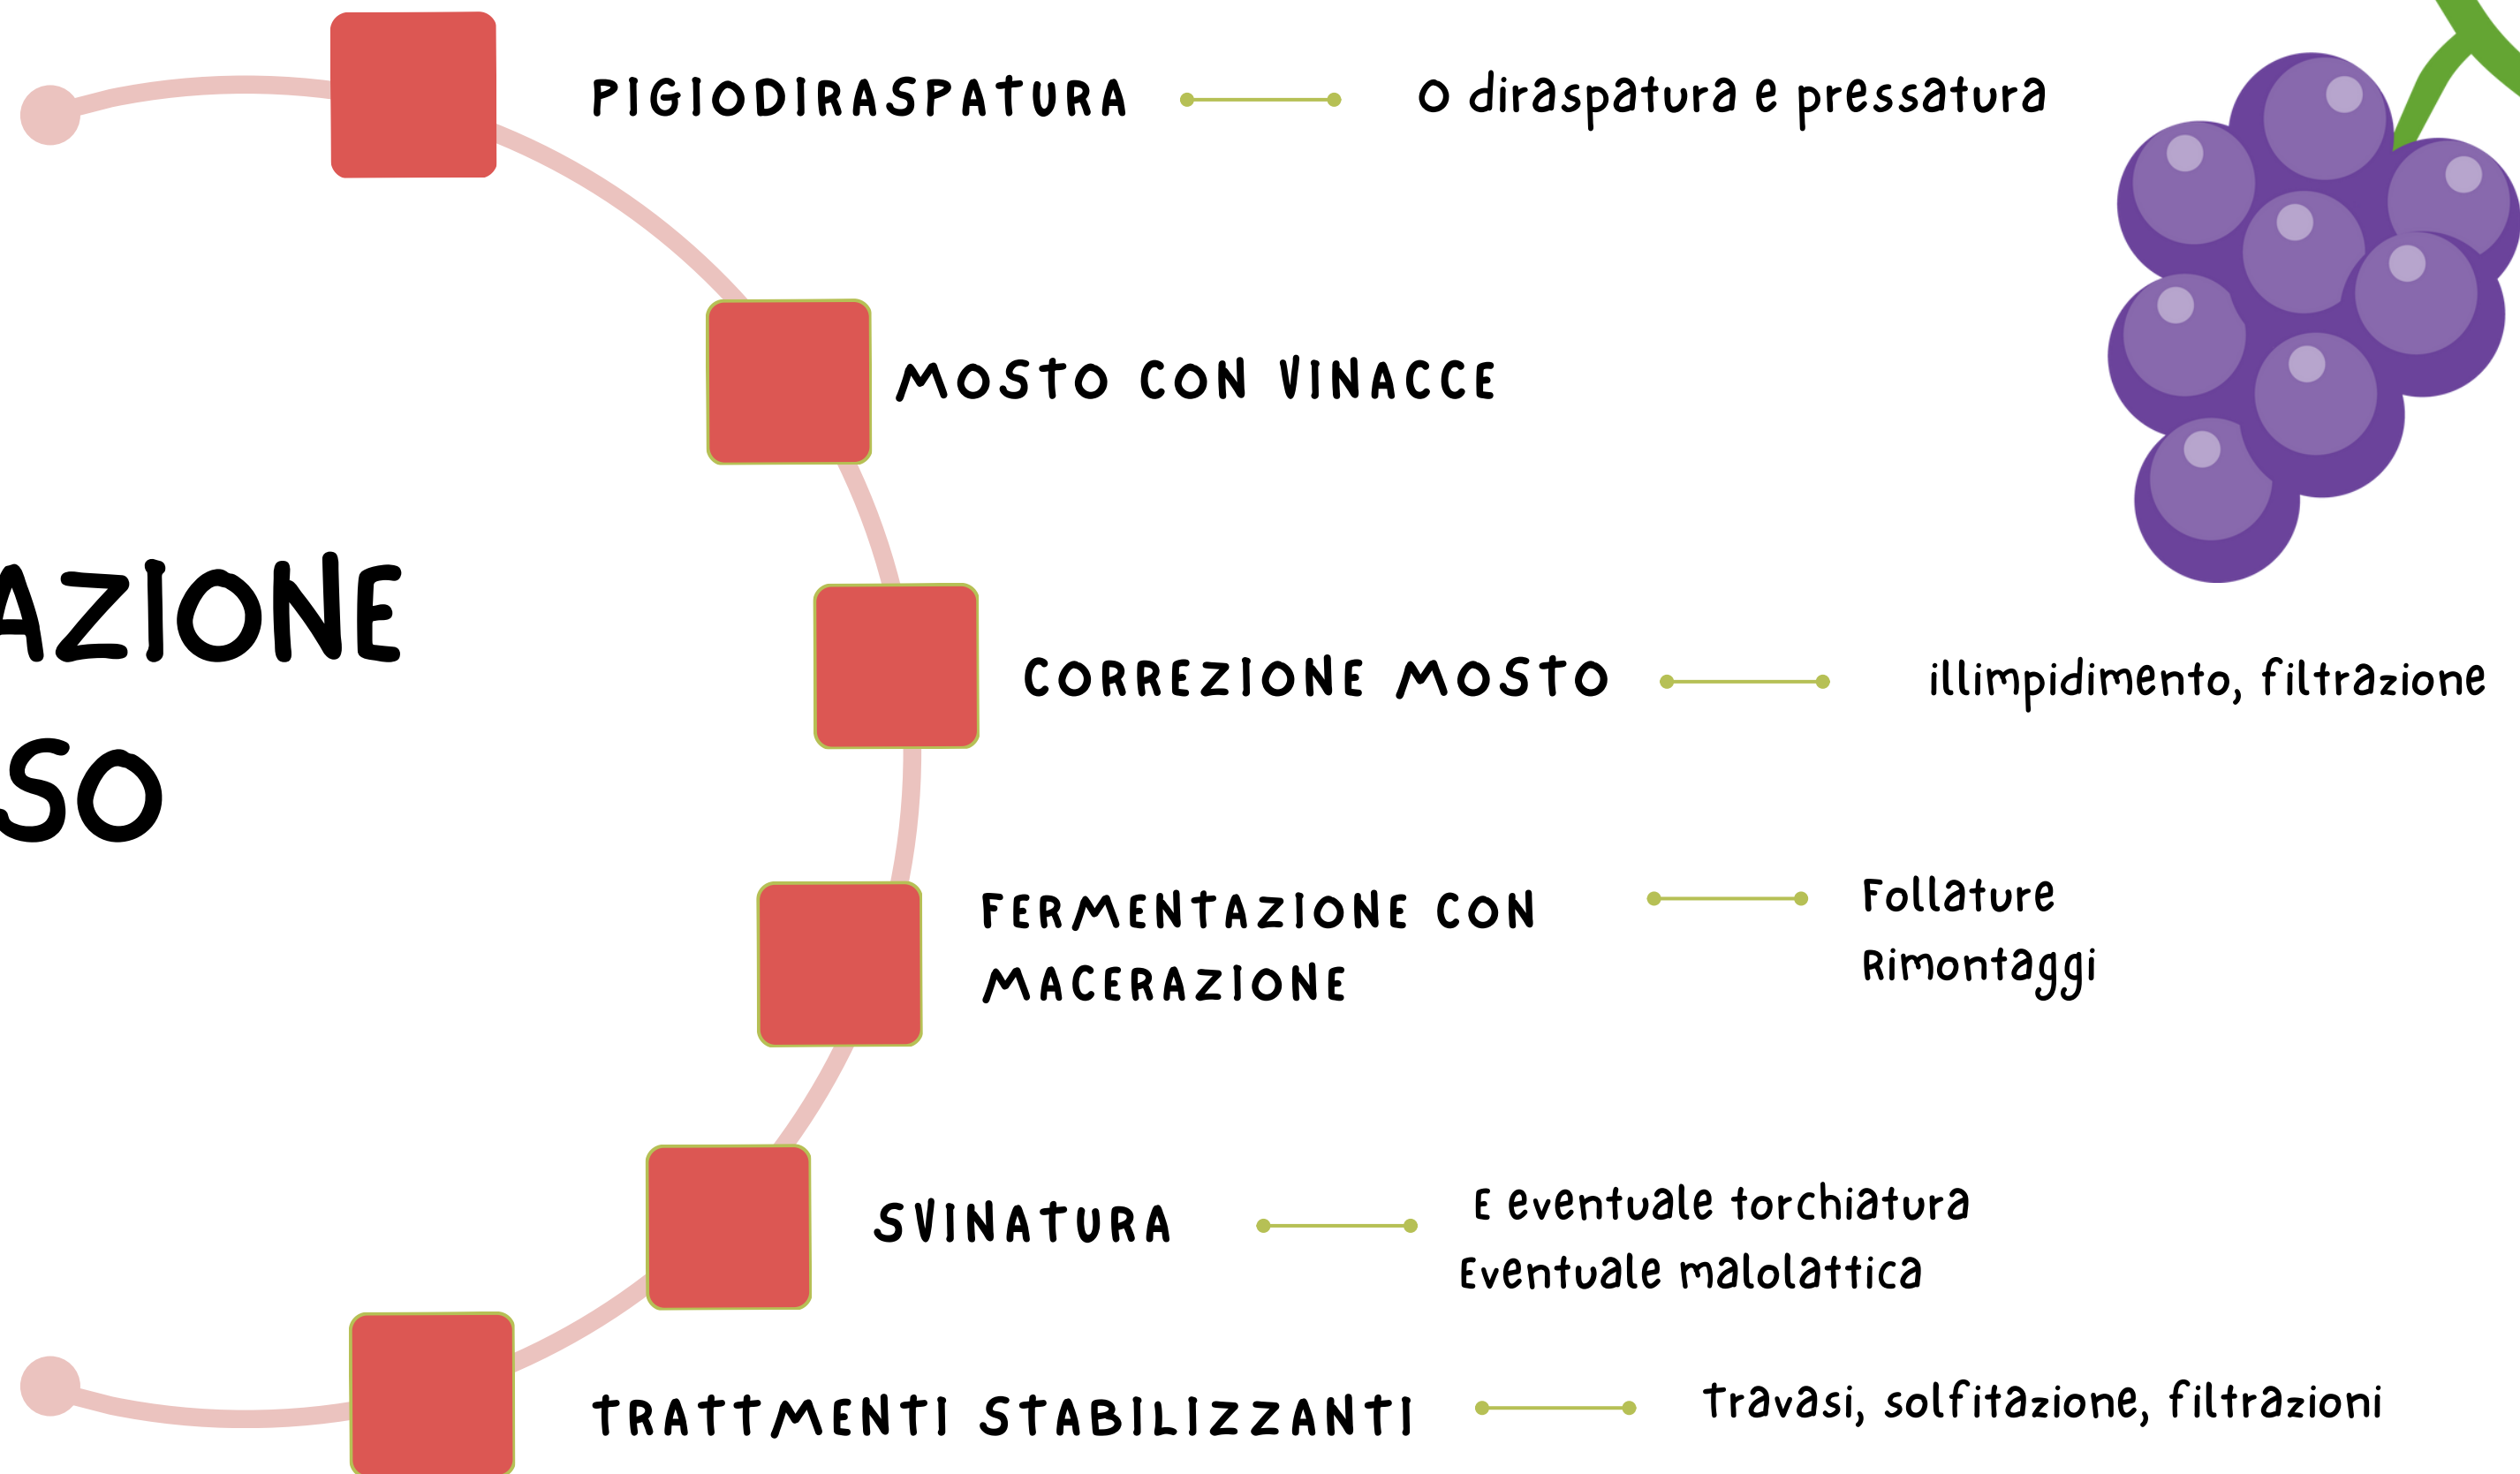 PIGIODIRASPATURA
O diraspatura e pressatura
MOSTO CON VINACCE
AZIONE
SO
CORREZIONE MOSTO
illimpidimento, filtrazione
FERMENTAZIONE CON
MACERAZIONE
Follature
Rimontaggi
SVINATURA
E eventuale torchiatura
Eventuale malolattica
TRATTMENTI STABILIZZANTI
Travasi, solfitazione, filtrazioni